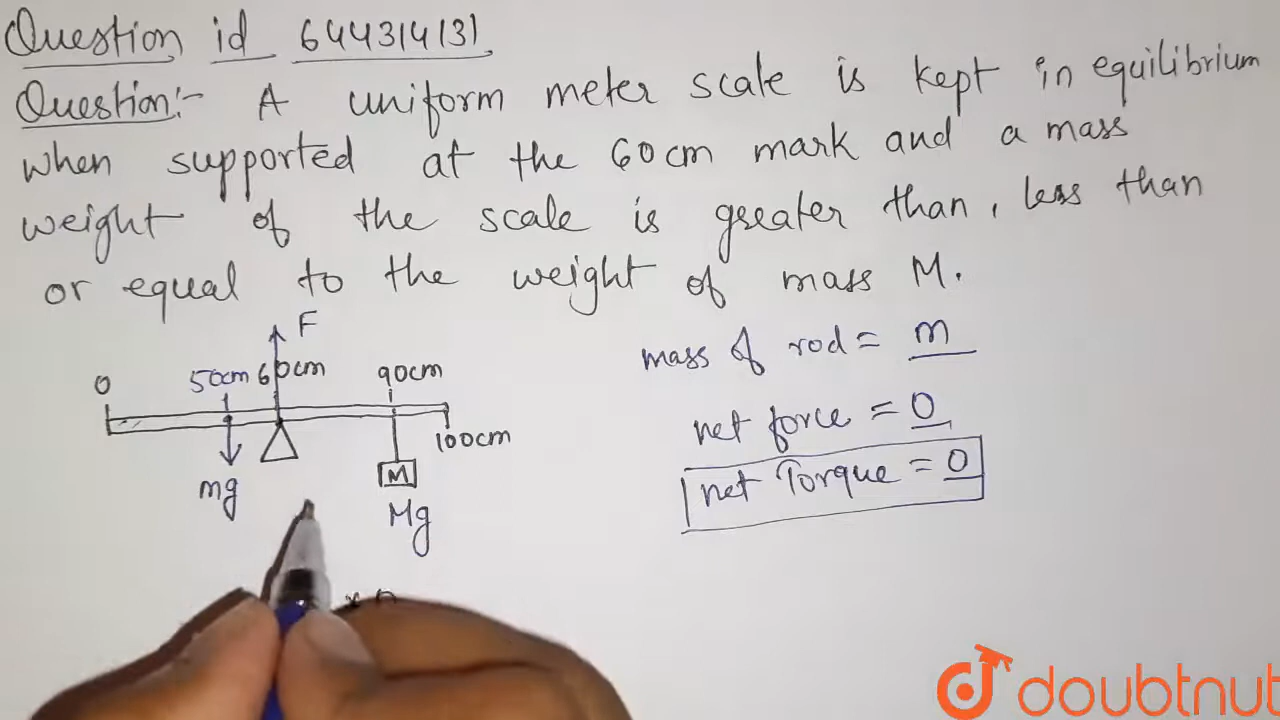 Question id 644314131
Question:- A uniform meter scale is kept in equilibrium
when supported at the 60cm mark and a mass
weight of the scale is greater than, less than
or equal to the weight of mass M.
F
mass of rod = m
0 50cm 60cm 90cm
net force = 0
100cm
M
net Torque = 0
mg
Mg
doubtnut